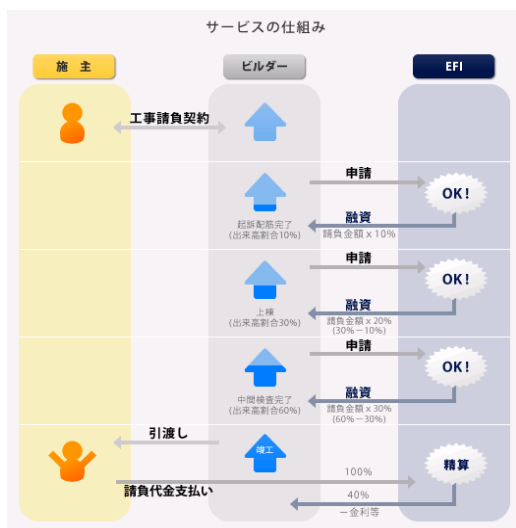 サービスの仕組み
施 主
ビルダー
EFI
工事請負契約
申請
OK!
起訴配筋完了
(出来高割合10%)
融資
請負金額 x 10%
申請
OK!
上棟
(出来高割合30%)
融資
請負金額 x 20%
(30%－10%)
申請
OK!
中間検査完了
(出来高割合60%)
融資
請負金額 x 30%
(60%－30%)
引渡し
竣工
精算
請負代金支払い
100%
40%
－金利等